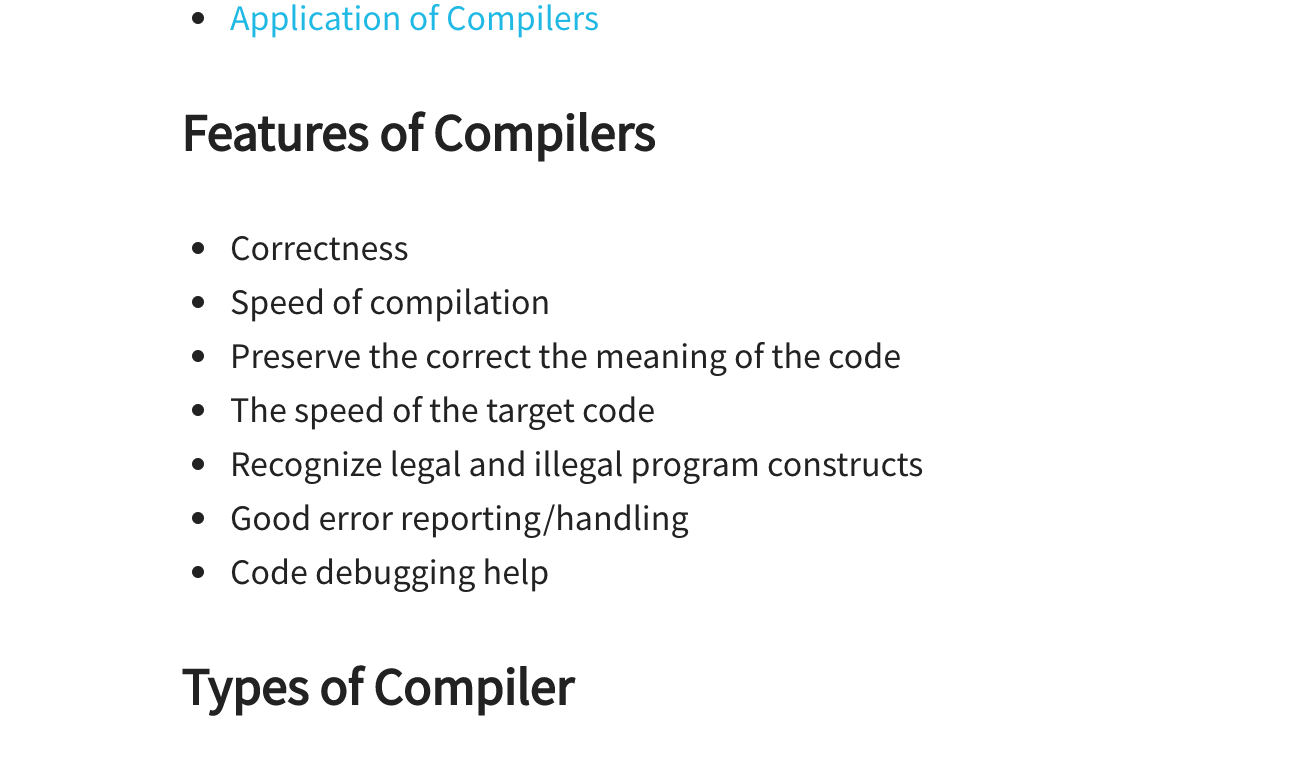 Application of Compilers
Features of Compilers
Correctness
Speed of compilation
Preserve the correct the meaning of the code
The speed of the target code
Recognize legal and illegal program constructs
Good error reporting/handling
Code debugging help
Types of Compiler